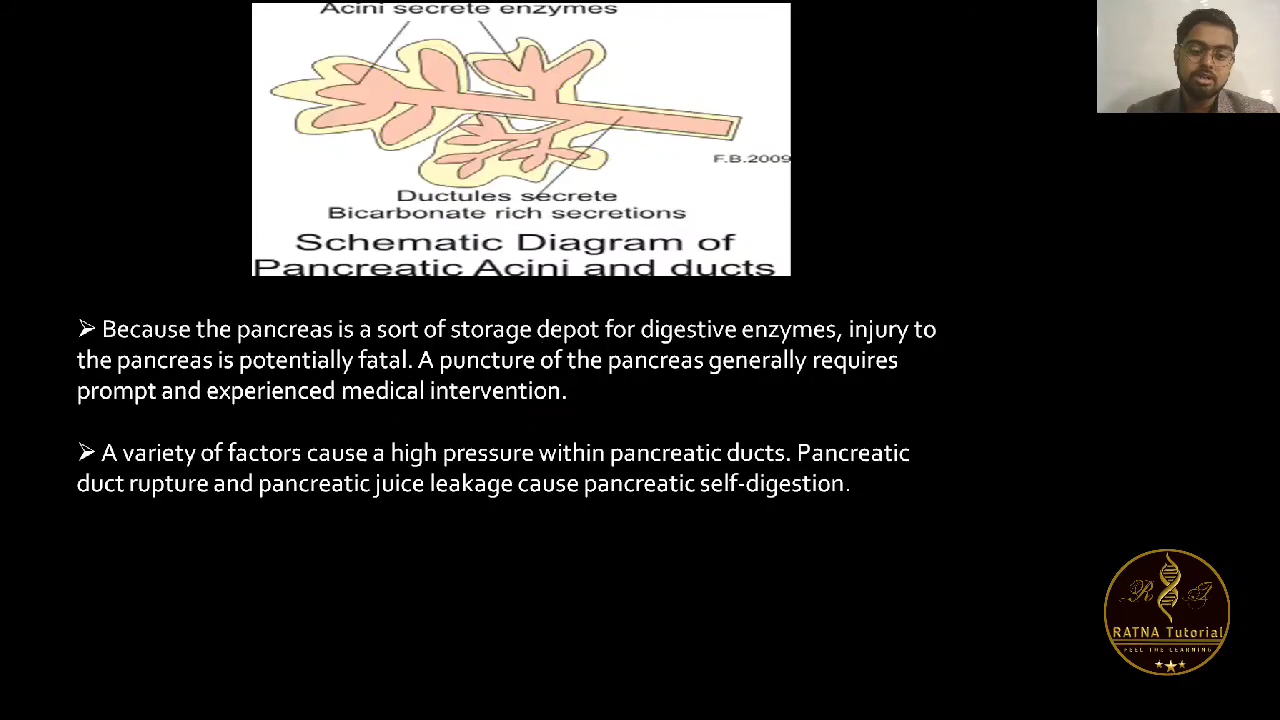 Acini secrete enzymes
F.B.2009
Ductules secrete
Bicarbonate rich secretions
Schematic Diagram of
Pancreatic Acini and ducts
➢ Because the pancreas is a sort of storage depot for digestive enzymes, injury to
the pancreas is potentially fatal. A puncture of the pancreas generally requires
prompt and experienced medical intervention.
➢ A variety of factors cause a high pressure within pancreatic ducts. Pancreatic
duct rupture and pancreatic juice leakage cause pancreatic self-digestion.
RATNA Tutorial
FEEL THE LEARNING